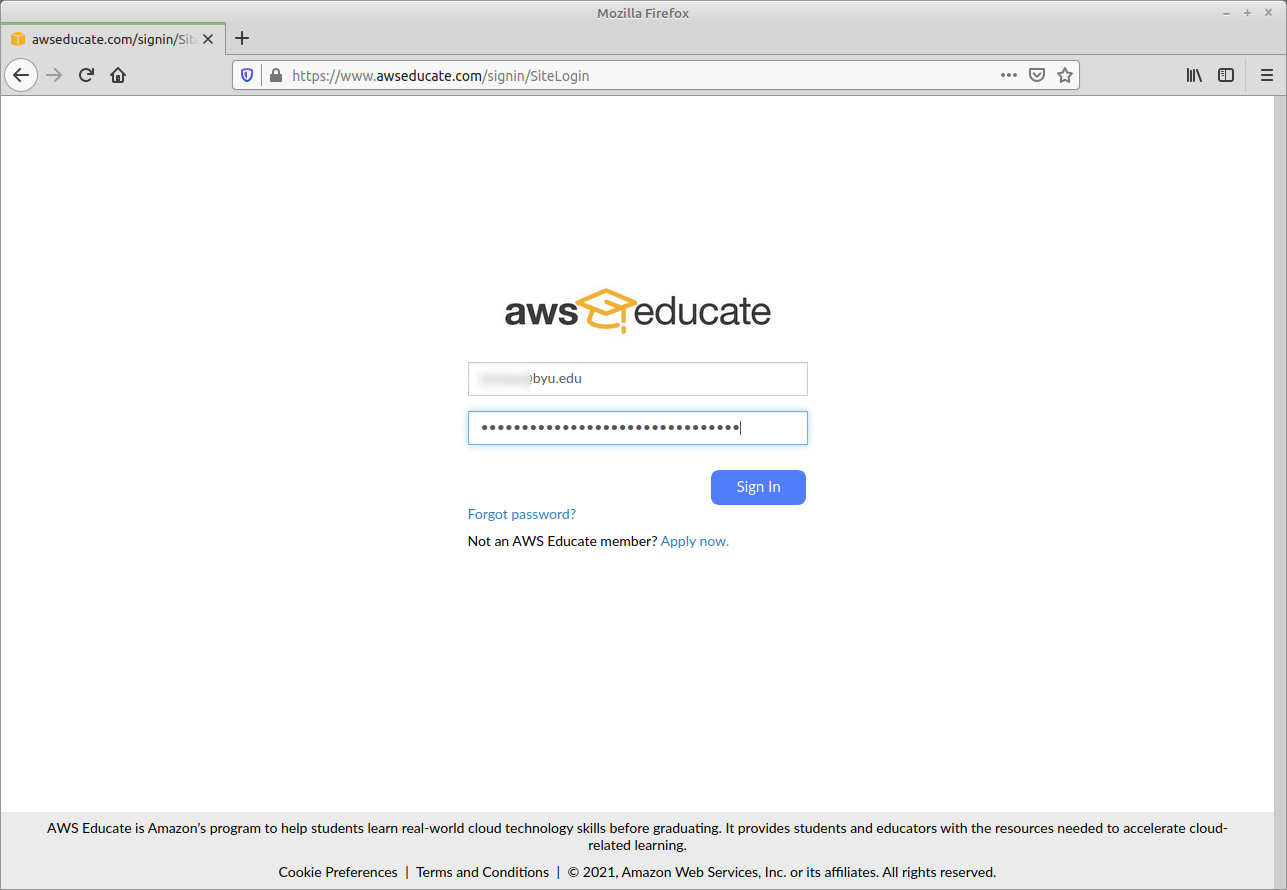 Mozilla Firefox
awseducate.com/signin/Sit
https://www.awseducate.com/signin/SiteLogin
aws educate
@byu.edu
Sign In
Forgot password?
Not an AWS Educate member? Apply now.
AWS Educate is Amazon’s program to help students learn real-world cloud technology skills before graduating. It provides students and educators with the resources needed to accelerate cloud-
related learning.
Cookie Preferences | Terms and Conditions | © 2021, Amazon Web Services, Inc. or its affiliates. All rights reserved.